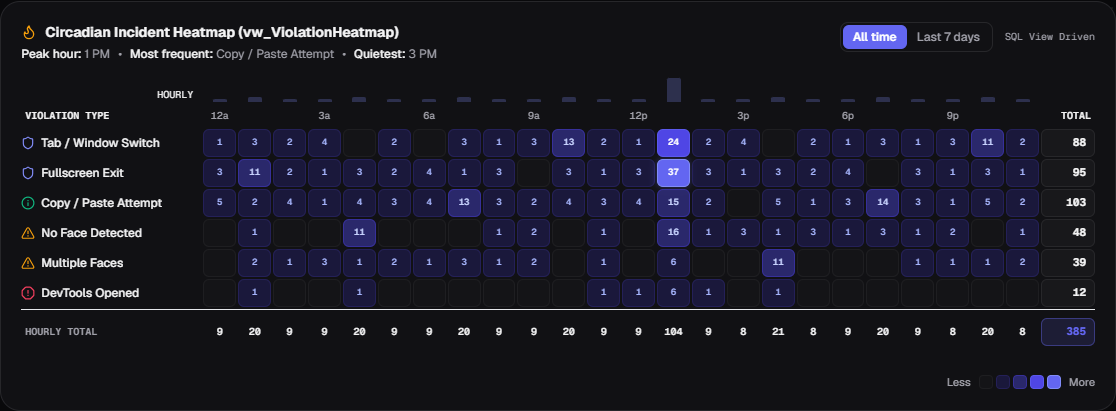 Circadian Incident Heatmap (vw_ViolationHeatmap)
Peak hour: 1 PM • Most frequent: Copy / Paste Attempt • Quietest: 3 PM
All time Last 7 days SQL View Driven
HOURLY
VIOLATION TYPE 12a 3a 6a 9a 12p 3p 6p 9p TOTAL
Tab / Window Switch 1 3 2 4 2 3 1 3 13 2 1 24 2 4 2 1 3 1 3 11 2 88
Fullscreen Exit 3 11 2 1 3 2 4 1 3 3 1 3 37 3 1 3 2 4 3 1 3 1 95
Copy / Paste Attempt 5 2 4 1 4 3 4 13 3 2 4 3 4 15 2 5 1 3 14 3 1 5 2 103
No Face Detected 1 11 1 2 1 16 1 3 1 3 1 3 1 2 1 48
Multiple Faces 2 1 3 1 2 1 3 1 2 1 6 11 1 1 1 2 39
DevTools Opened 1 1 1 1 6 1 1 12
HOURLY TOTAL 9 20 9 9 20 9 9 20 9 9 20 9 9 104 9 8 21 8 9 20 9 8 20 8 385
Less More